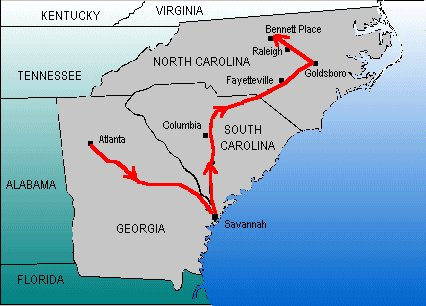 VIRGINIA
KENTUCKY
Bennett Place
Raleigh
NORTH CAROLINA
Goldsboro
TENNESSEE
Fayetteville
Columbia
SOUTH
CAROLINA
Atlanta
ALABAMA
Savannah
GEORGIA
FLORIDA